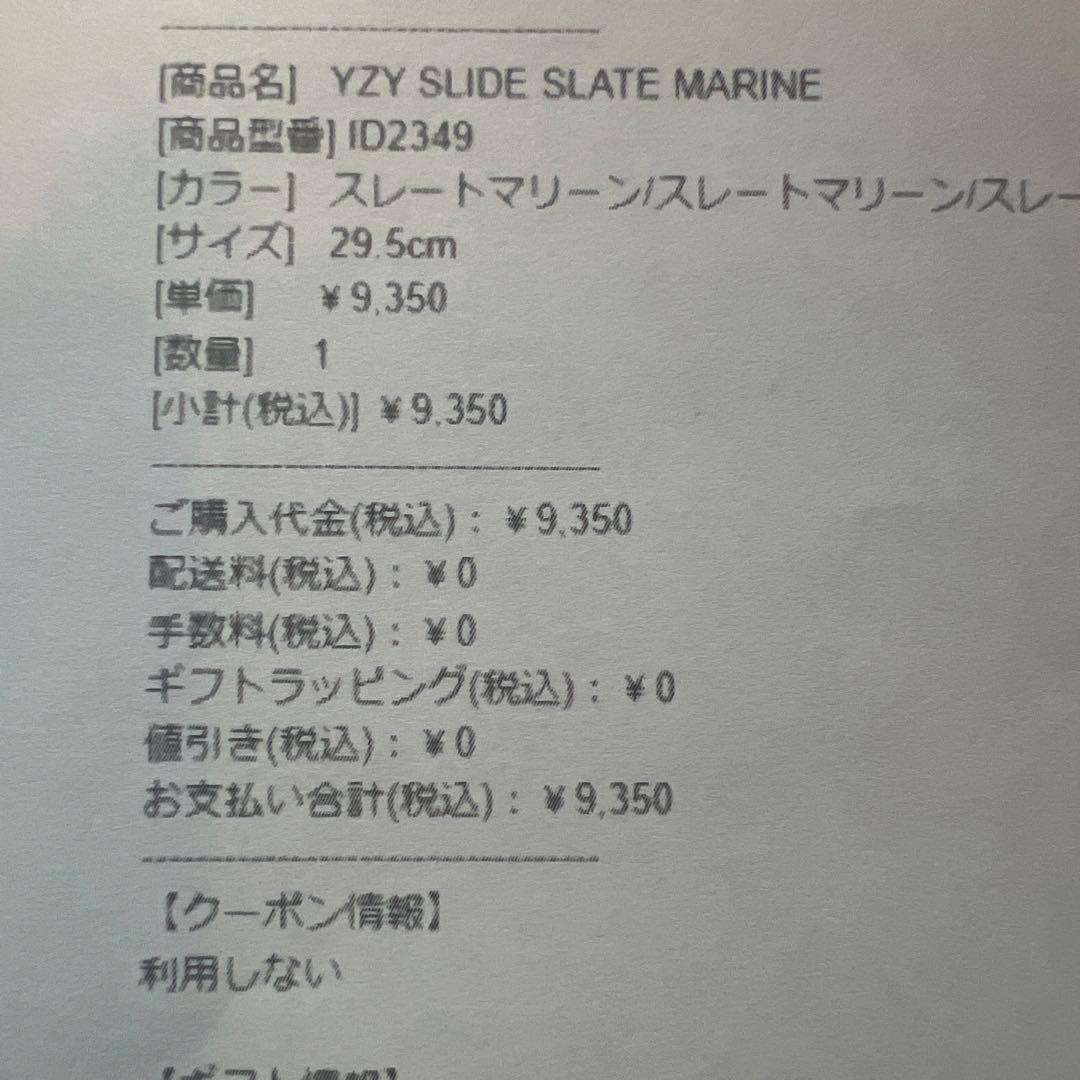 [商品名] YZY SLIDE SLATE MARINE
[商品型番] ID2349
[カラー] スレートマリーン/スレートマリーン/スレー
[サイズ] 29.5cm
[単価] ¥9,350
[数量] 1
[小計(税込)] ¥9,350
ご購入代金(税込)：¥9,350
配送料(税込)：¥0
手数料(税込)：¥0
ギフトラッピング(税込)：¥0
値引き(税込)：¥0
お支払い合計(税込)：¥9,350
【クーポン情報】
利用しない
【ギフト情報】